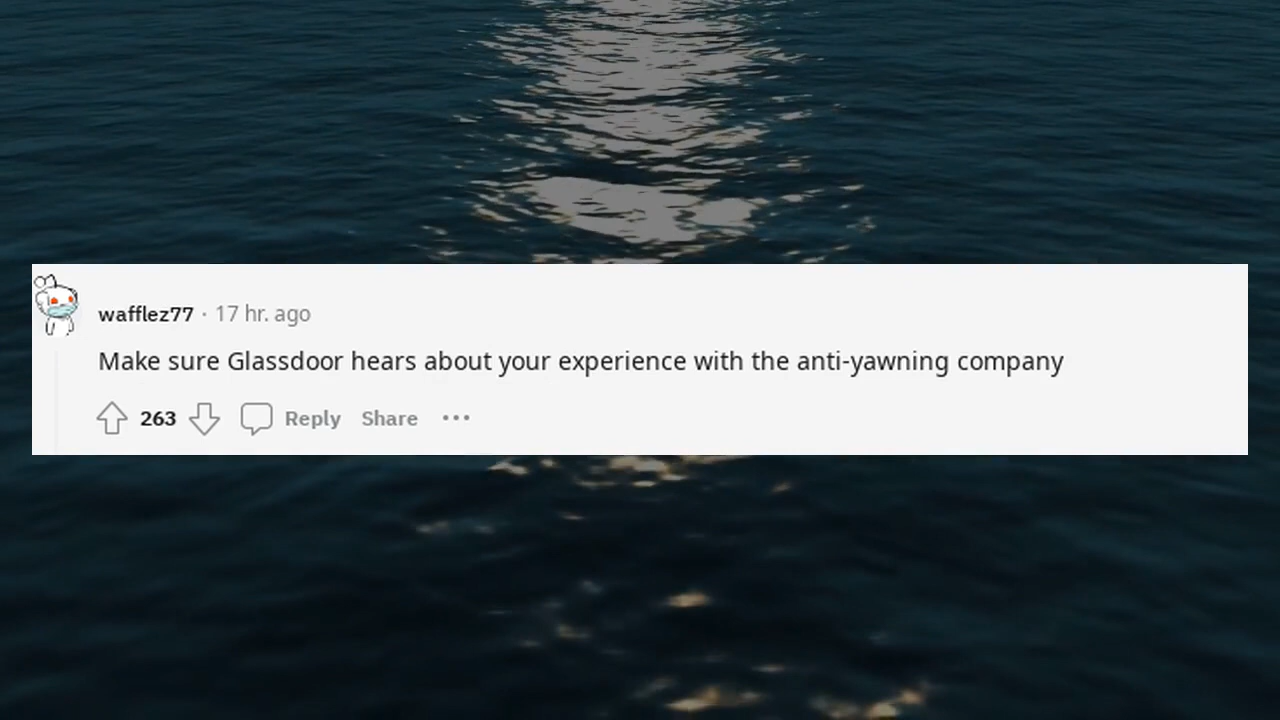 wafflez77 · 17 hr. ago
Make sure Glassdoor hears about your experience with the anti-yawning company
263 Reply Share ···